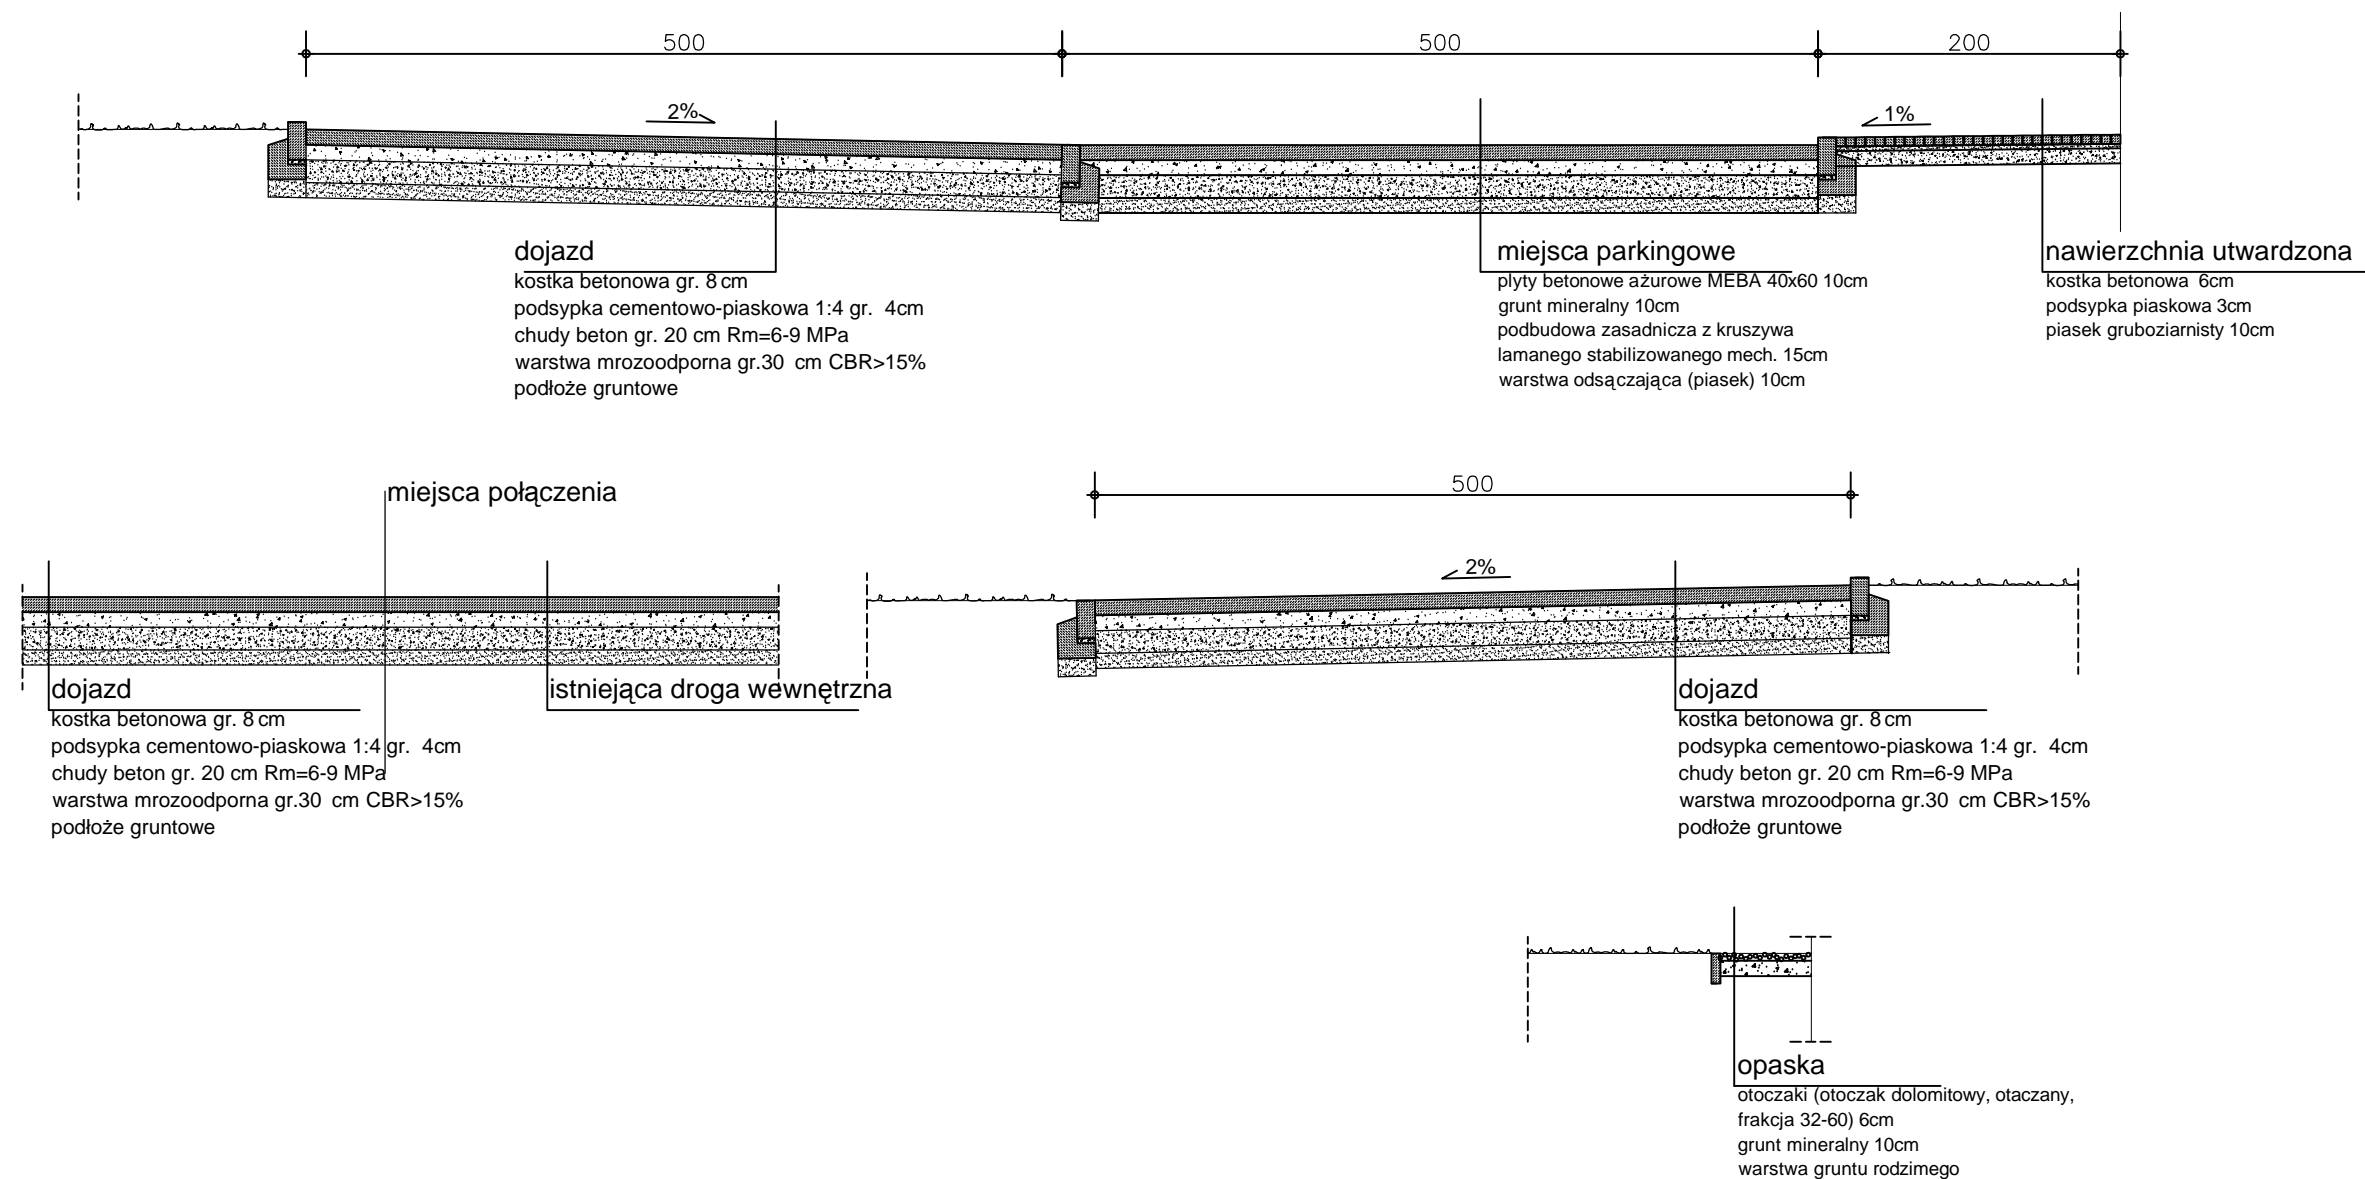 500
500
200
2%
1%
dojazd
kostka betonowa gr. 8 cm
podsypka cementowo-piaskowa 1:4 gr. 4cm
chudy beton gr. 20 cm Rm=6-9 MPa
warstwa mrozoodporna gr.30 cm CBR>15%
podłoże gruntowe
miejsca parkingowe
plyty betonowe ażurowe MEBA 40x60 10cm
grunt mineralny 10cm
podbudowa zasadnicza z kruszywa
lamanego stabilizowanego mech. 15cm
warstwa odsączająca (piasek) 10cm
nawierzchnia utwardzona
kostka betonowa 6cm
podsypka piaskowa 3cm
piasek gruboziarnisty 10cm
miejsca połączenia
dojazd
kostka betonowa gr. 8 cm
podsypka cementowo-piaskowa 1:4 gr. 4cm
chudy beton gr. 20 cm Rm=6-9 MPa
warstwa mrozoodporna gr.30 cm CBR>15%
podłoże gruntowe
istniejąca droga wewnętrzna
500
2%
dojazd
kostka betonowa gr. 8 cm
podsypka cementowo-piaskowa 1:4 gr. 4cm
chudy beton gr. 20 cm Rm=6-9 MPa
warstwa mrozoodporna gr.30 cm CBR>15%
podłoże gruntowe
opaska
otoczaki (otoczak dolomitowy, otaczany,
frakcja 32-60) 6cm
grunt mineralny 10cm
warstwa gruntu rodzimego